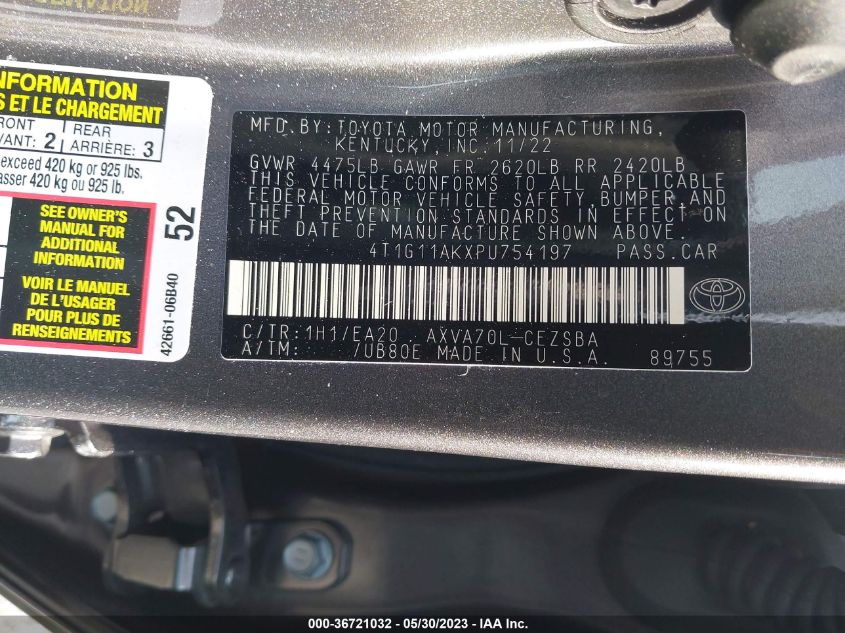 INFORMATION
S ET LE CHARGEMENT
FRONT
VANT: 2
REAR
ARRIÈRE: 3
exceed 420 kg or 925 lbs.
asser 420 kg ou 925 lb.
SEE OWNER'S
MANUAL FOR
ADDITIONAL
INFORMATION
VOIR LE MANUEL
DE L'USAGER
POUR PLUS DE
RENSEIGNEMENTS
52
42661-06B40
MFD.BY:TOYOTA MOTOR MANUFACTURING,
KENTUCKY,INC.11/22
GVWR 4475LB GAWR FR 2620LB RR 2420LB
THIS VEHICLE CONFORMS TO ALL APPLICABLE
FEDERAL MOTOR VEHICLE SAFETY,BUMPER,AND
THEFT PREVENTION STANDARDS IN EFFECT ON
THE DATE OF MANUFACTURE SHOWN ABOVE.
4T1G11AKXPU754197 PASS.CAR
C/TR:1H1/EA20 AXVA70L-CEZSBA
A/TM: /UB80E MADE IN U.S.A. 89755
TOYOTA
000-36721032 - 05/30/2023 - IAA Inc.